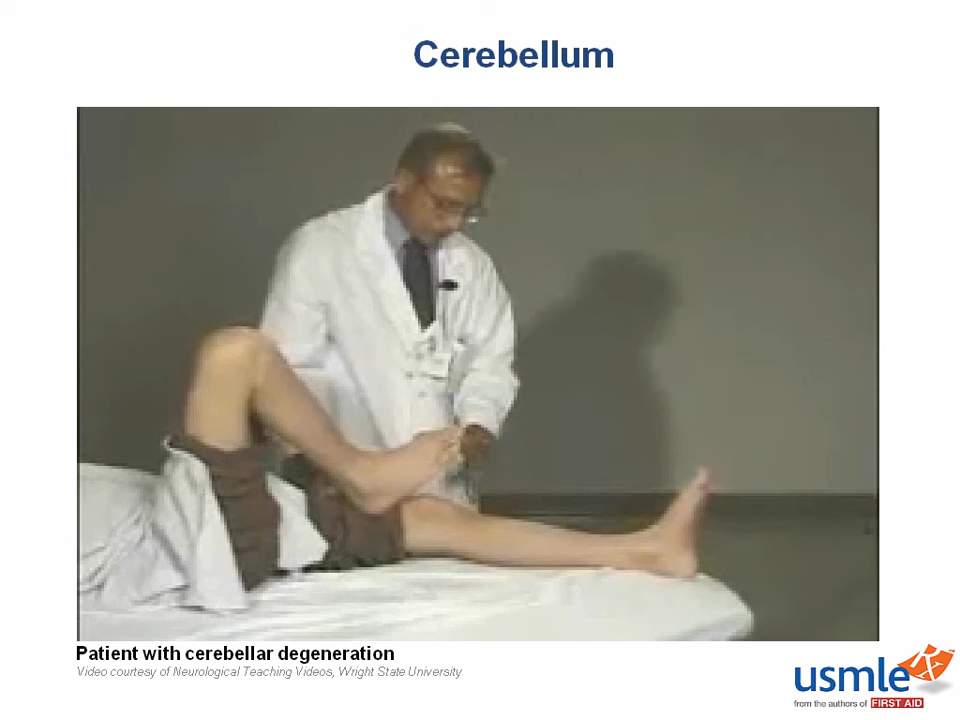 Cerebellum
Patient with cerebellar degeneration
Video courtesy of Neurological Teaching Videos, Wright State University
usmle Rx
from the authors of FIRST AID